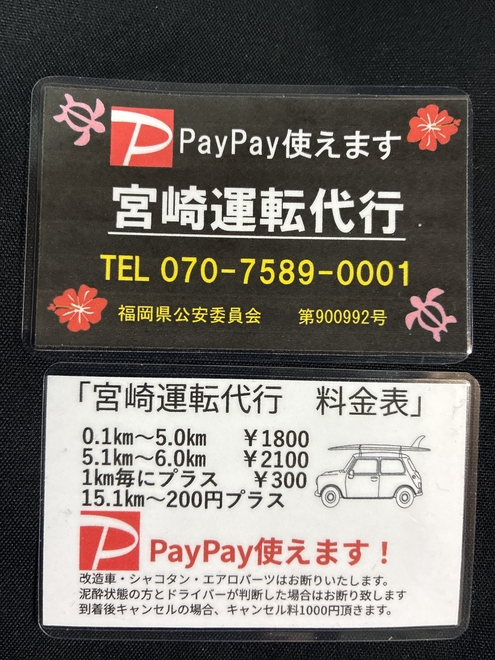 PayPay使えます
宮崎運転代行
TEL 070-7589-0001
福岡県公安委員会 第900992号
「宮崎運転代行 料金表」
0.1km～5.0km ￥1800
5.1km～6.0km ￥2100
1km毎にプラス ￥300
15.1km～200円プラス
PayPay使えます！
改造車・シャコタン・エアロパーツはお断りいたします。
泥酔状態の方とドライバーが判断した場合はお断り致します
到着後キャンセルの場合、キャンセル料1000円頂きます。